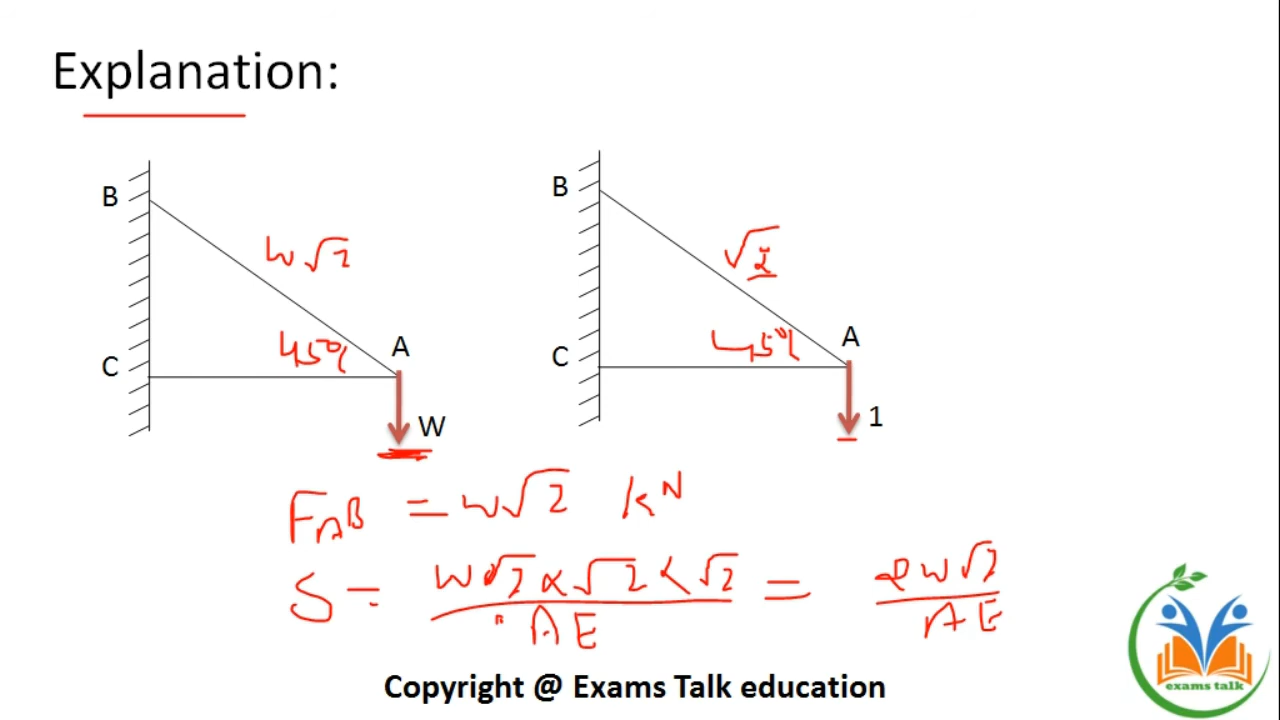 Explanation:
B
W√2
45°
A
C
W
B
√2
45°
A
C
1
F_AB = W√2 kN
S = W√2 × √2 × √2 / AE = 2W√2 / AE
Copyright @ Exams Talk education
exams talk